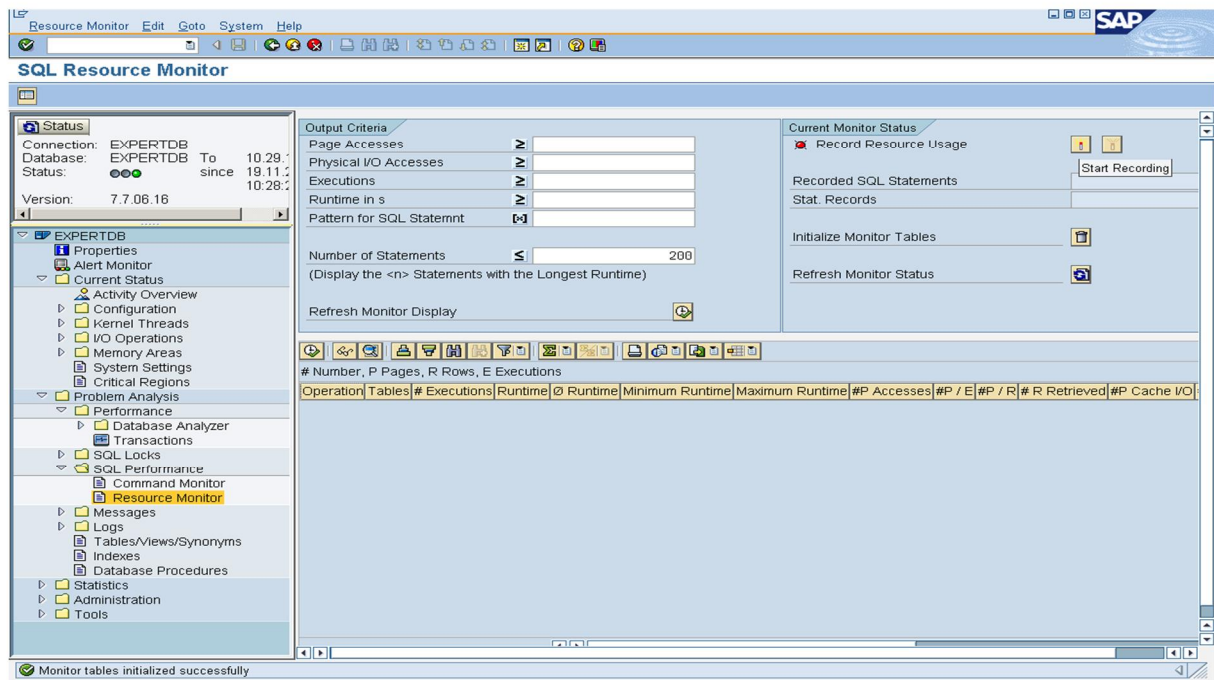 Resource Monitor Edit Goto System Help
SAP
SQL Resource Monitor
Status
Connection: EXPERTDB
Database: EXPERTDB To 10.29.
Status: since 19.11.
10:28:
Version: 7.7.06.16
EXPERTDB
Properties
Alert Monitor
Current Status
Activity Overview
Configuration
Kernel Threads
I/O Operations
Memory Areas
System Settings
Critical Regions
Problem Analysis
Performance
Database Analyzer
Transactions
SQL Locks
SQL Performance
Command Monitor
Resource Monitor
Messages
Logs
Tables/Views/Synonyms
Indexes
Database Procedures
Statistics
Administration
Tools
Output Criteria
Page Accesses ≥
Physical I/O Accesses ≥
Executions ≥
Runtime in s ≥
Pattern for SQL Statemnt
Number of Statements ≤ 200
(Display the <n> Statements with the Longest Runtime)
Refresh Monitor Display
Current Monitor Status
Record Resource Usage
Start Recording
Recorded SQL Statements
Stat. Records
Initialize Monitor Tables
Refresh Monitor Status
# Number, P Pages, R Rows, E Executions
Operation Tables # Executions Runtime Ø Runtime Minimum Runtime Maximum Runtime #P Accesses #P / E #P / R # R Retrieved #P Cache I/O
Monitor tables initialized successfully